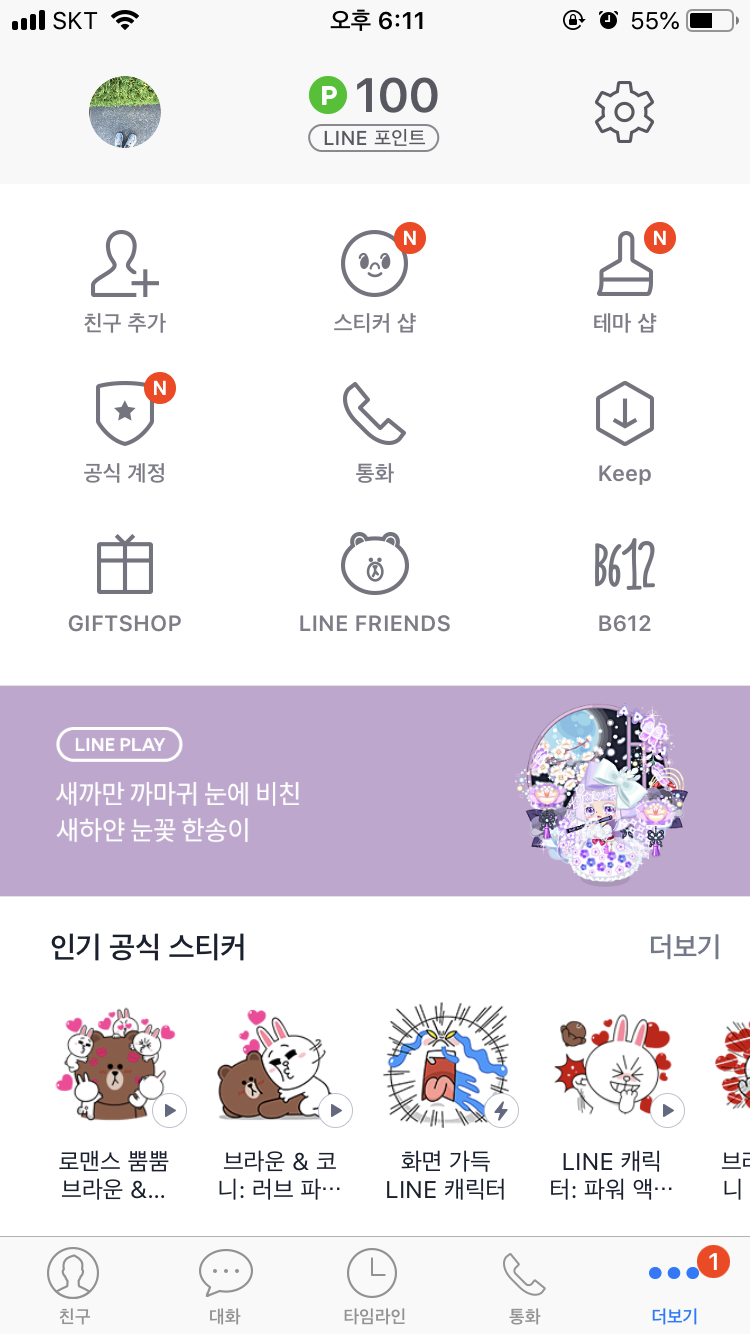 SKT 오후 6:11 55%
P 100
LINE 포인트
N N
친구 추가 스티커 샵 테마 샵
N
공식 계정 통화 Keep
B612
GIFTSHOP LINE FRIENDS B612
LINE PLAY
새까만 까마귀 눈에 비친
새하얀 눈꽃 한송이
인기 공식 스티커 더보기
로맨스 뿜뿜 브라운 & 코 화면 가득 LINE 캐릭
브라운 &... 니: 러브 파… LINE 캐릭터 터: 파워 액… 니
1
친구 대화 타임라인 통화 더보기